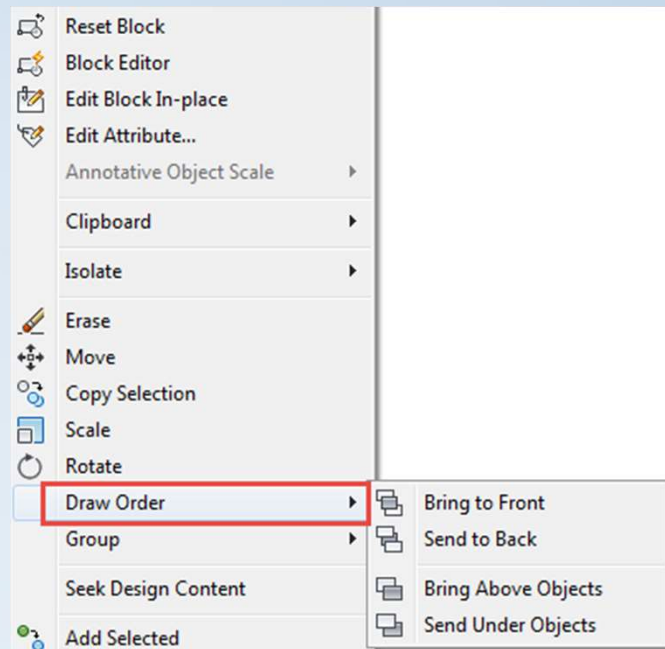 Reset Block
Block Editor
Edit Block In-place
Edit Attribute...
Annotative Object Scale
Clipboard
Isolate
Erase
Move
Copy Selection
Scale
Rotate
Draw Order
Group
Seek Design Content
Add Selected
Bring to Front
Send to Back
Bring Above Objects
Send Under Objects